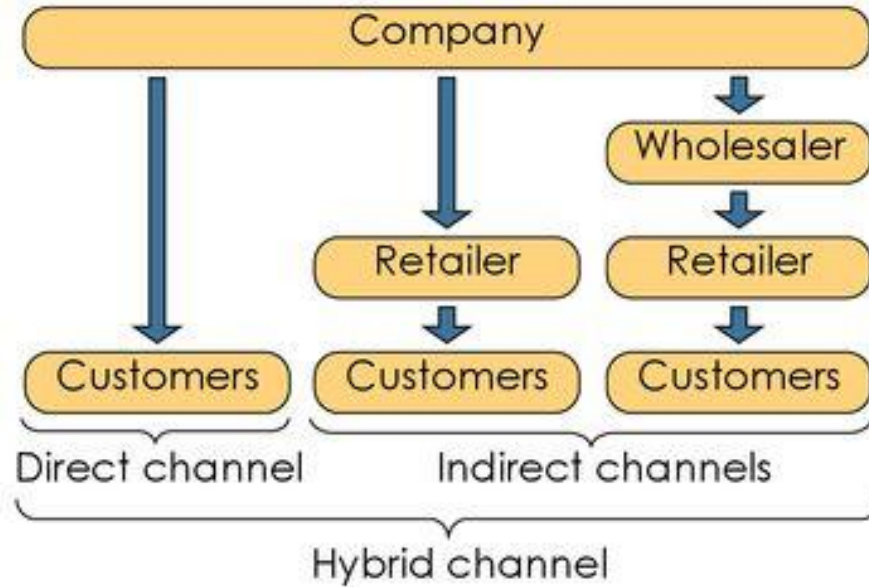 Company
Wholesaler
Retailer Retailer
Customers Customers Customers
Direct channel Indirect channels
Hybrid channel